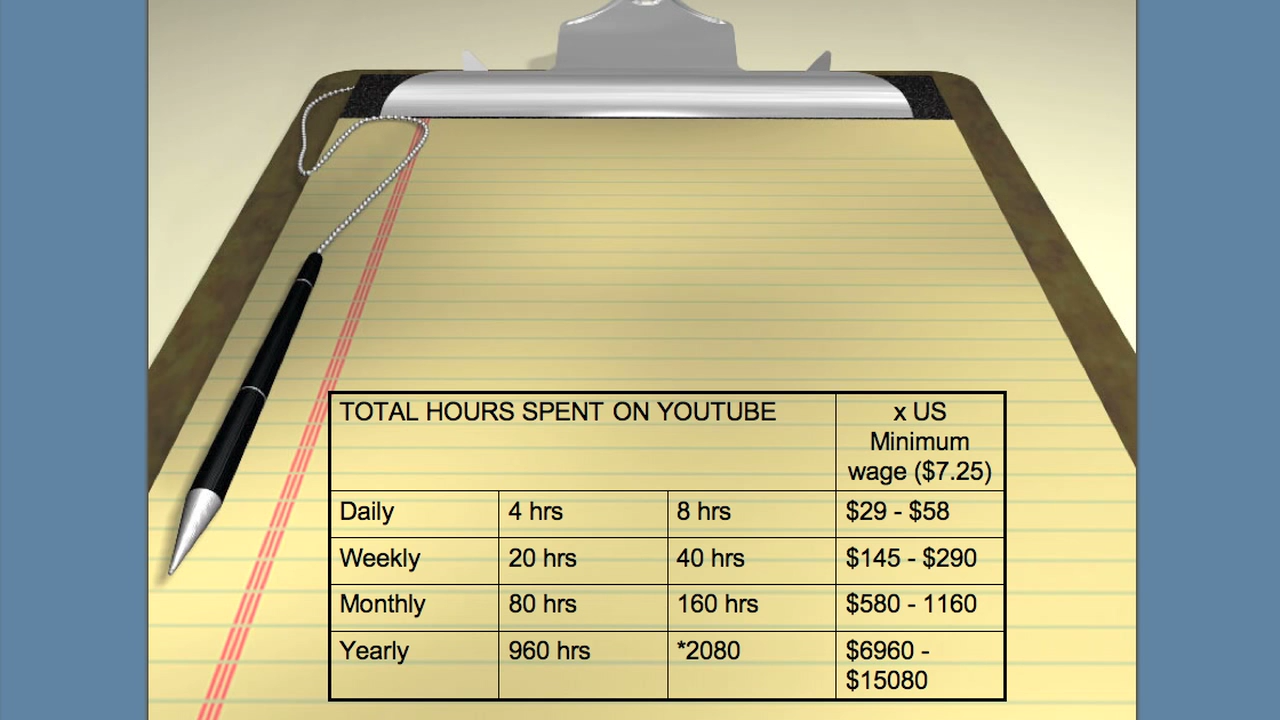 TOTAL HOURS SPENT ON YOUTUBE
x US
Minimum
wage ($7.25)
Daily 4 hrs 8 hrs $29 - $58
Weekly 20 hrs 40 hrs $145 - $290
Monthly 80 hrs 160 hrs $580 - 1160
Yearly 960 hrs *2080 $6960 -
$15080